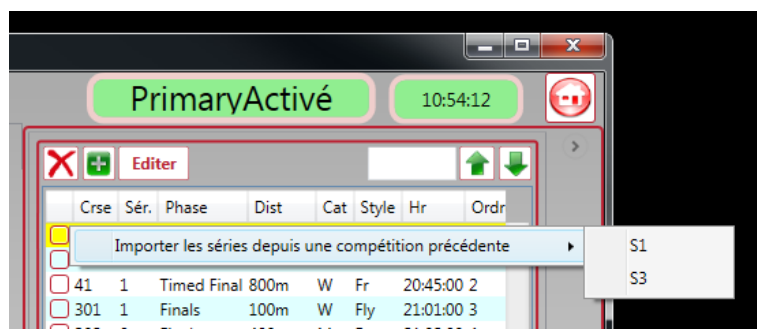 PrimaryActivé 10:54:12
Editer
Crse Sér. Phase Dist Cat Style Hr Ordr
Importer les séries depuis une compétition précédente
S1
S3
41 1 Timed Final 800m W Fr 20:45:00 2
301 1 Finals 100m W Fly 21:01:00 3